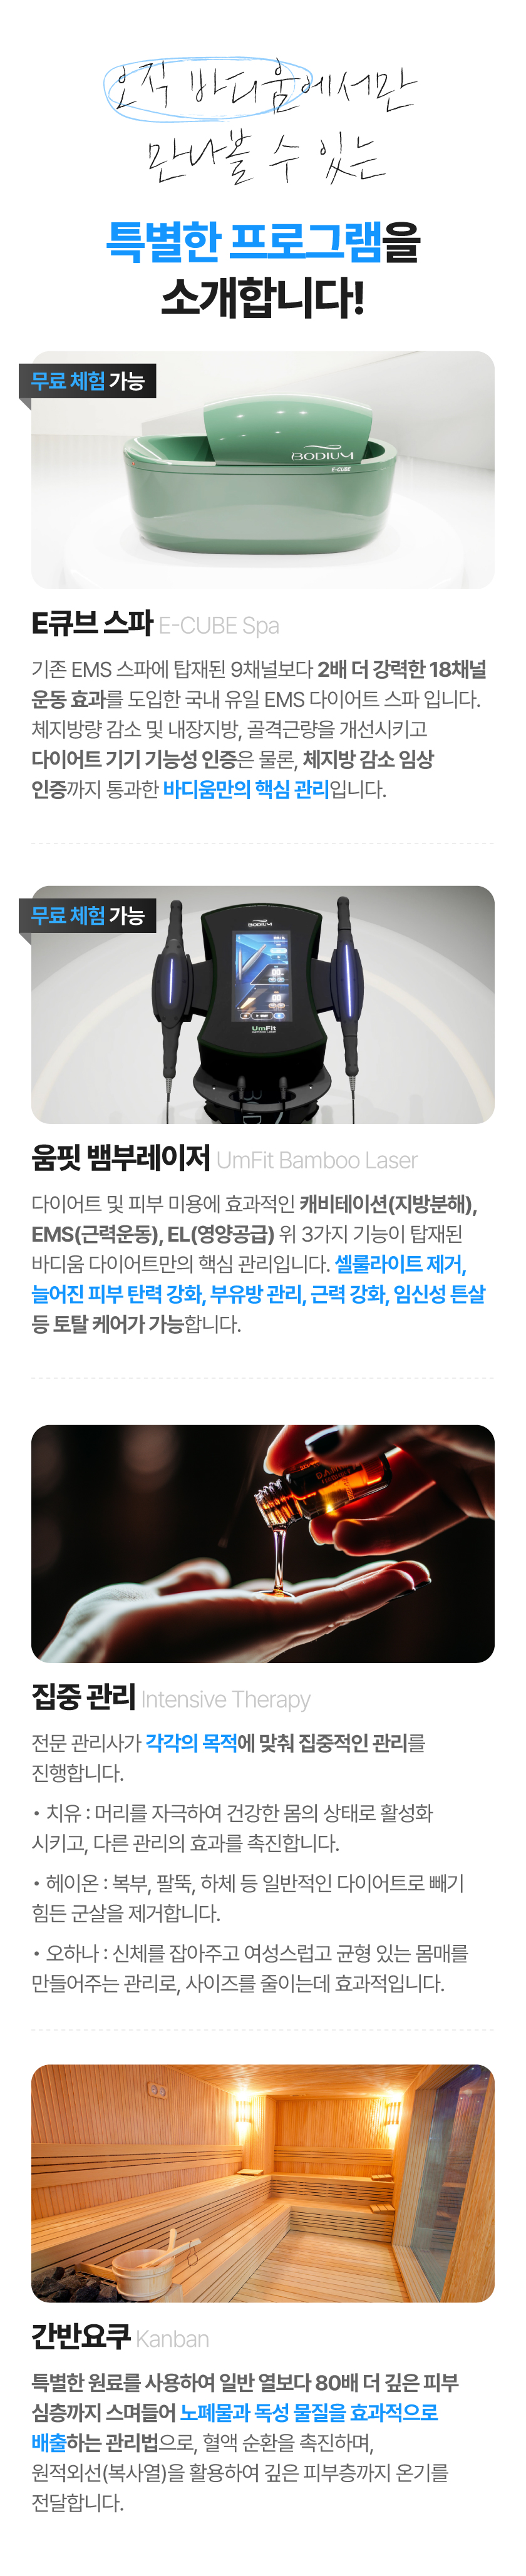 오직 바디움에서만
만나볼 수 있는
특별한 프로그램을
소개합니다!
무료 체험 가능
BODIUM
E-CUBE
E큐브 스파 E-CUBE Spa
기존 EMS 스파에 탑재된 9채널보다 2배 더 강력한 18채널
운동 효과를 도입한 국내 유일 EMS 다이어트 스파 입니다.
체지방량 감소 및 내장지방, 골격근량을 개선시키고
다이어트 기기 기능성 인증은 물론, 체지방 감소 임상
인증까지 통과한 바디움만의 핵심 관리입니다.
무료 체험 가능
BODIUM
UmFit
움핏 뱀부레이저 UmFit Bamboo Laser
다이어트 및 피부 미용에 효과적인 캐비테이션(지방분해),
EMS(근력운동), EL(영양공급) 위 3가지 기능이 탑재된
바디움 다이어트만의 핵심 관리입니다. 셀룰라이트 제거,
늘어진 피부 탄력 강화, 부유방 관리, 근력 강화, 임신성 튼살
등 토탈 케어가 가능합니다.
집중 관리 Intensive Therapy
전문 관리사가 각각의 목적에 맞춰 집중적인 관리를
진행합니다.
• 치유 : 머리를 자극하여 건강한 몸의 상태로 활성화
시키고, 다른 관리의 효과를 촉진합니다.
• 헤이온 : 복부, 팔뚝, 하체 등 일반적인 다이어트로 빼기
힘든 군살을 제거합니다.
• 오하나 : 신체를 잡아주고 여성스럽고 균형 있는 몸매를
만들어주는 관리로, 사이즈를 줄이는데 효과적입니다.
간반요쿠 Kanban
특별한 원료를 사용하여 일반 열보다 80배 더 깊은 피부
심층까지 스며들어 노폐물과 독성 물질을 효과적으로
배출하는 관리법으로, 혈액 순환을 촉진하며,
원적외선(복사열)을 활용하여 깊은 피부층까지 온기를
전달합니다.